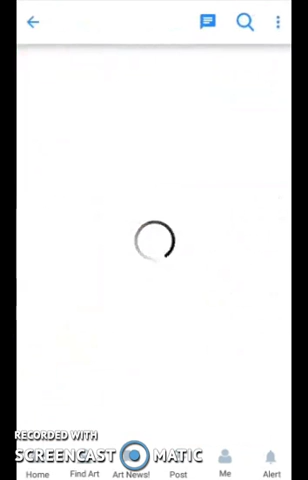 RECORDED WITH
SCREENCAST MATIC
Home Find Art Art News! Post Me Alert